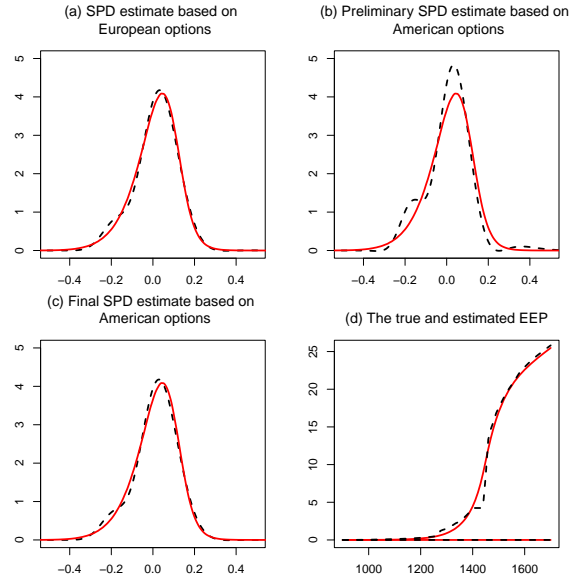 (a) SPD estimate based on
European options
(b) Preliminary SPD estimate based on
American options
5
4
3
2
1
0
−0.4 −0.2 0.0 0.2 0.4
5
4
3
2
1
0
−0.4 −0.2 0.0 0.2 0.4
(c) Final SPD estimate based on
American options
(d) The true and estimated EEP
5
4
3
2
1
0
−0.4 −0.2 0.0 0.2 0.4
25
20
15
10
5
0
1000 1200 1400 1600